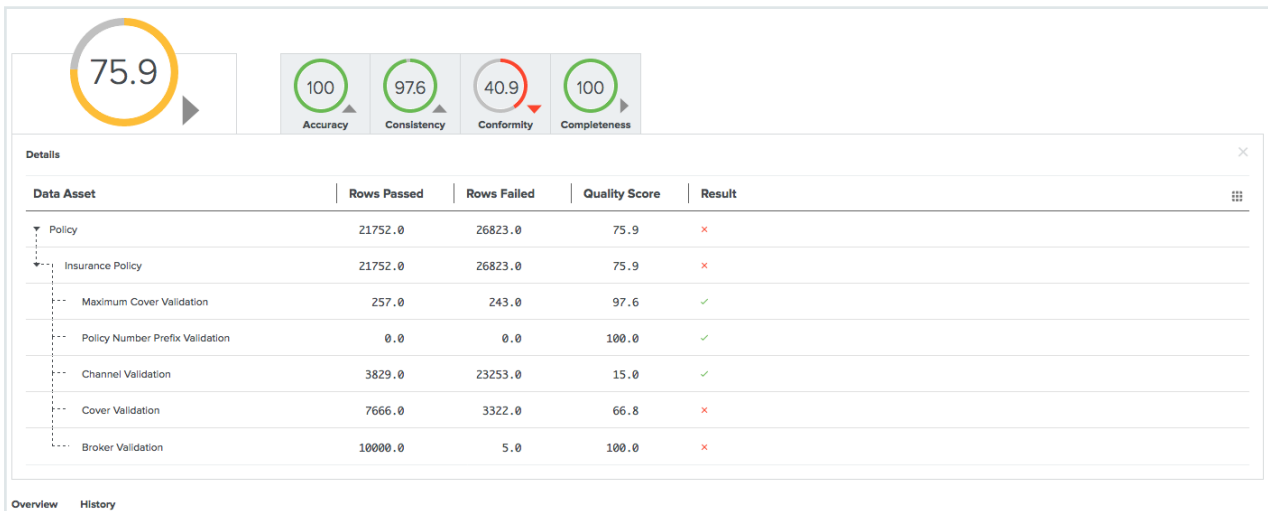 75.9
100 97.6 40.9 100
Accuracy Consistency Conformity Completeness
Details
Data Asset Rows Passed Rows Failed Quality Score Result
Policy 21752.0 26823.0 75.9
Insurance Policy 21752.0 26823.0 75.9
Maximum Cover Validation 257.0 243.0 97.6
Policy Number Prefix Validation 0.0 0.0 100.0
Channel Validation 3829.0 23253.0 15.0
Cover Validation 7666.0 3322.0 66.8
Broker Validation 10000.0 5.0 100.0
Overview History